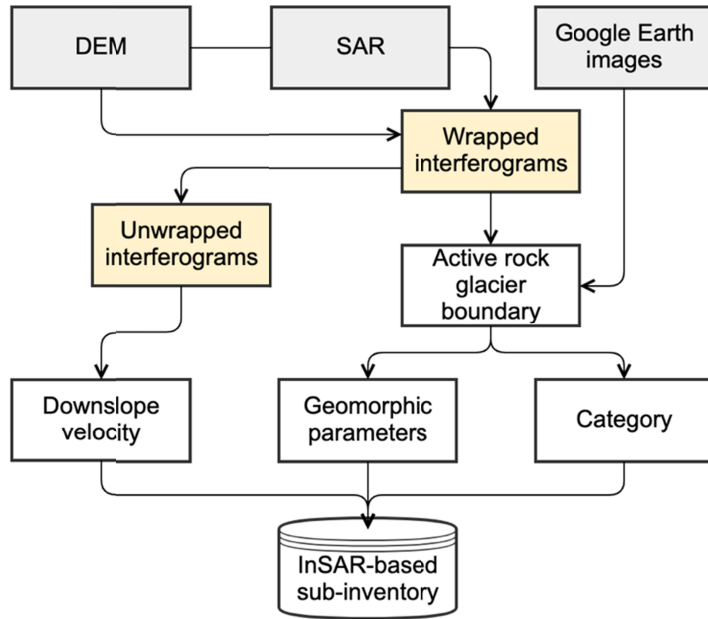 DEM
SAR
Google Earth
images
Wrapped
interferograms
Unwrapped
interferograms
Active rock
glacier
boundary
Downslope
velocity
Geomorphic
parameters
Category
InSAR-based
sub-inventory